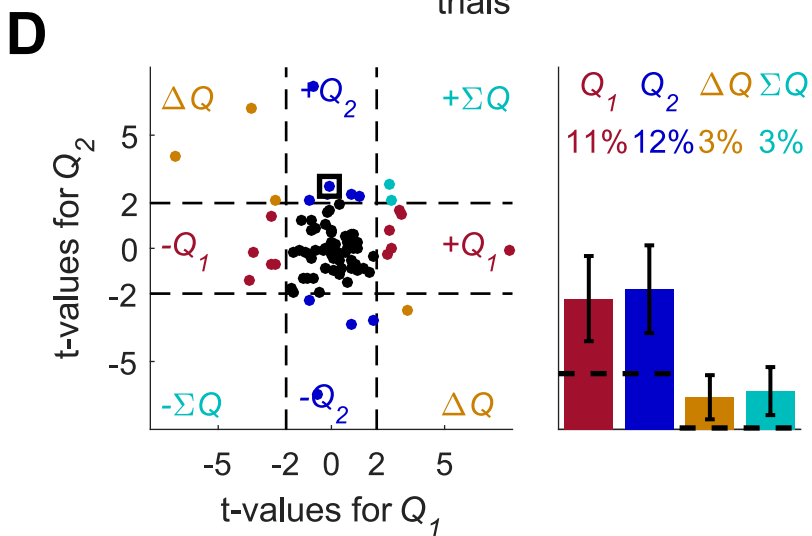 trials
D
ΔQ +Q2 +ΣQ
-Q1 +Q1
-ΣQ -Q2 ΔQ
5
2
0
-2
-5
-5 -2 0 2 5
t-values for Q2
t-values for Q1
Q1 Q2 ΔQ ΣQ
11% 12% 3% 3%